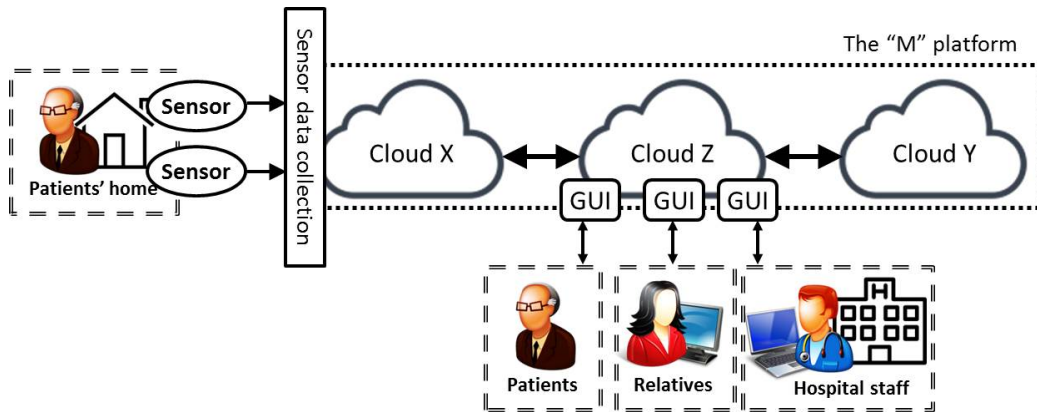 The “M” platform
Sensor
Sensor
Patients’ home
Sensor data collection
Cloud X
Cloud Z
Cloud Y
GUI
GUI
GUI
Patients
Relatives
H
Hospital staff